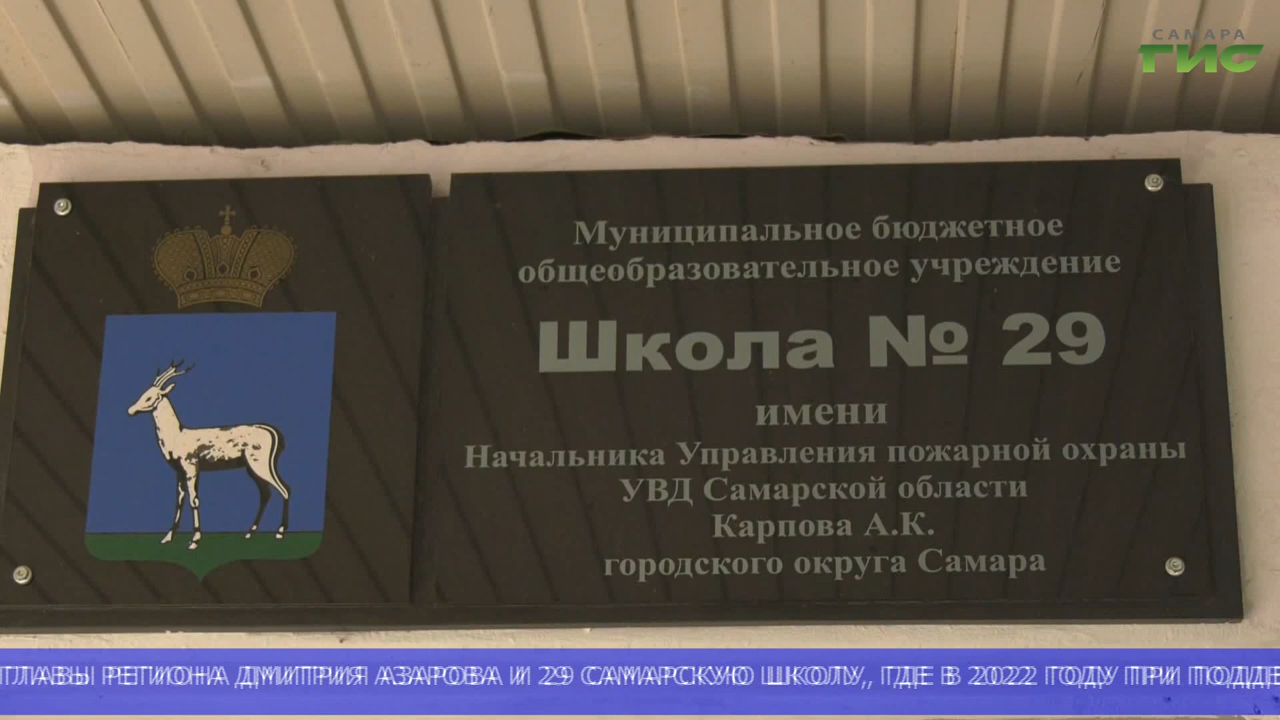 САМАРА
ГИС
Муниципальное бюджетное
общеобразовательное учреждение
Школа № 29
имени
Начальника Управления пожарной охраны
УВД Самарской области
Карпова А.К.
городского округа Самара
ГЛАВЫ РЕГИОНА ДМИТРИЯ АЗАРОВА И 29 САМАРСКУЮ ШКОЛУ, ГДЕ В 2022 ГОДУ ПРИ ПОДДЕ